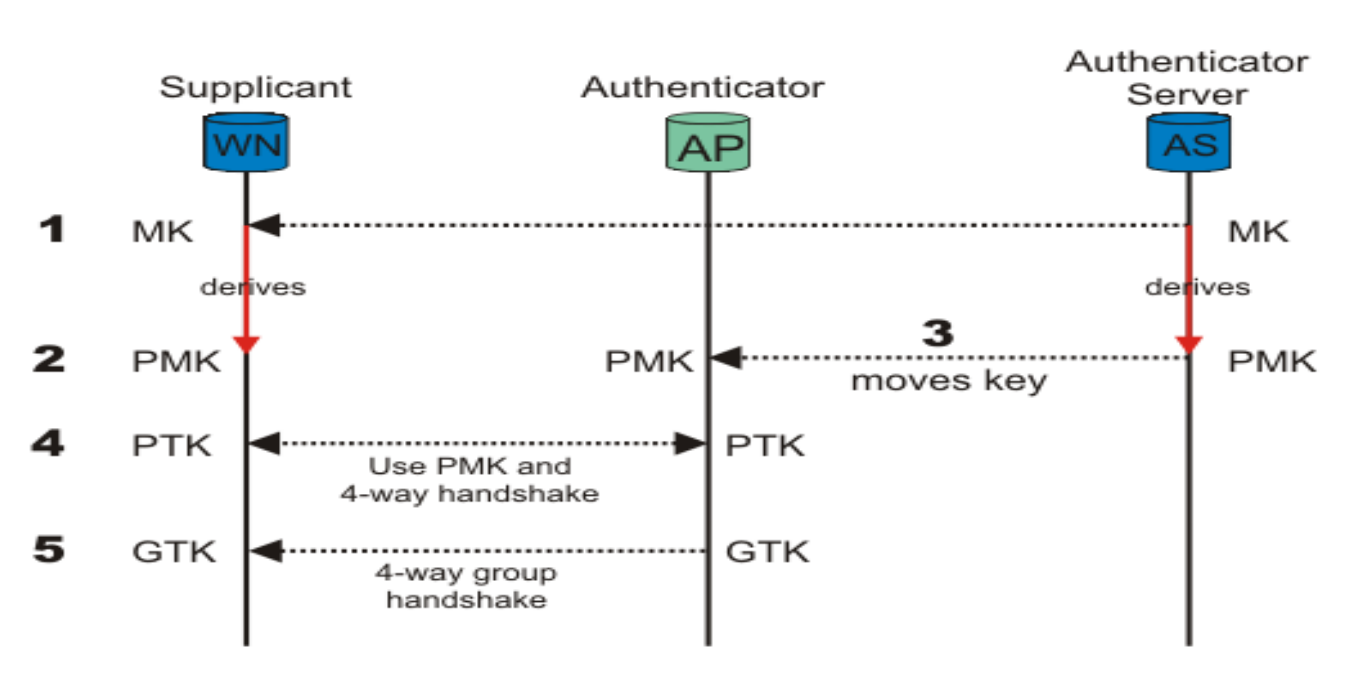 Supplicant
Authenticator
Authenticator
Server
WN
AP
AS
1
MK
MK
derives
derives
2
PMK
PMK
3
moves key
PMK
4
PTK
PTK
Use PMK and
4-way handshake
5
GTK
GTK
4-way group
handshake